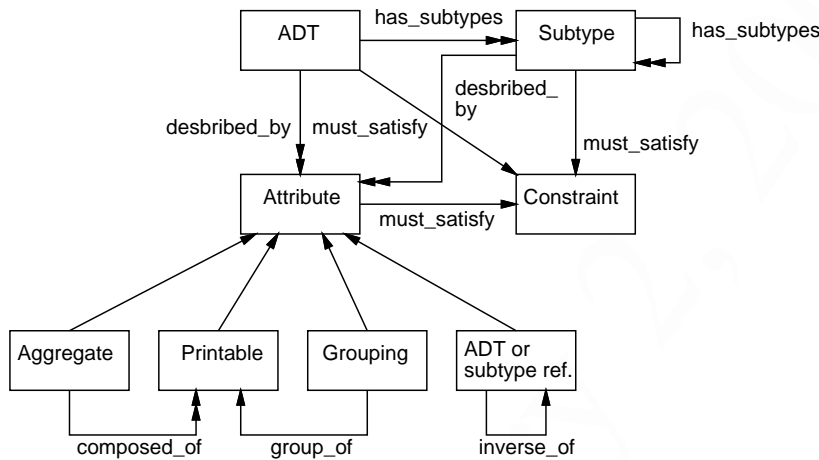 has_subtypes
ADT
Subtype
has_subtypes
desbribed_
by
desbribed_by
must_satisfy
must_satisfy
Attribute
Constraint
must_satisfy
Aggregate
Printable
Grouping
ADT or
subtype ref.
composed_of
group_of
inverse_of